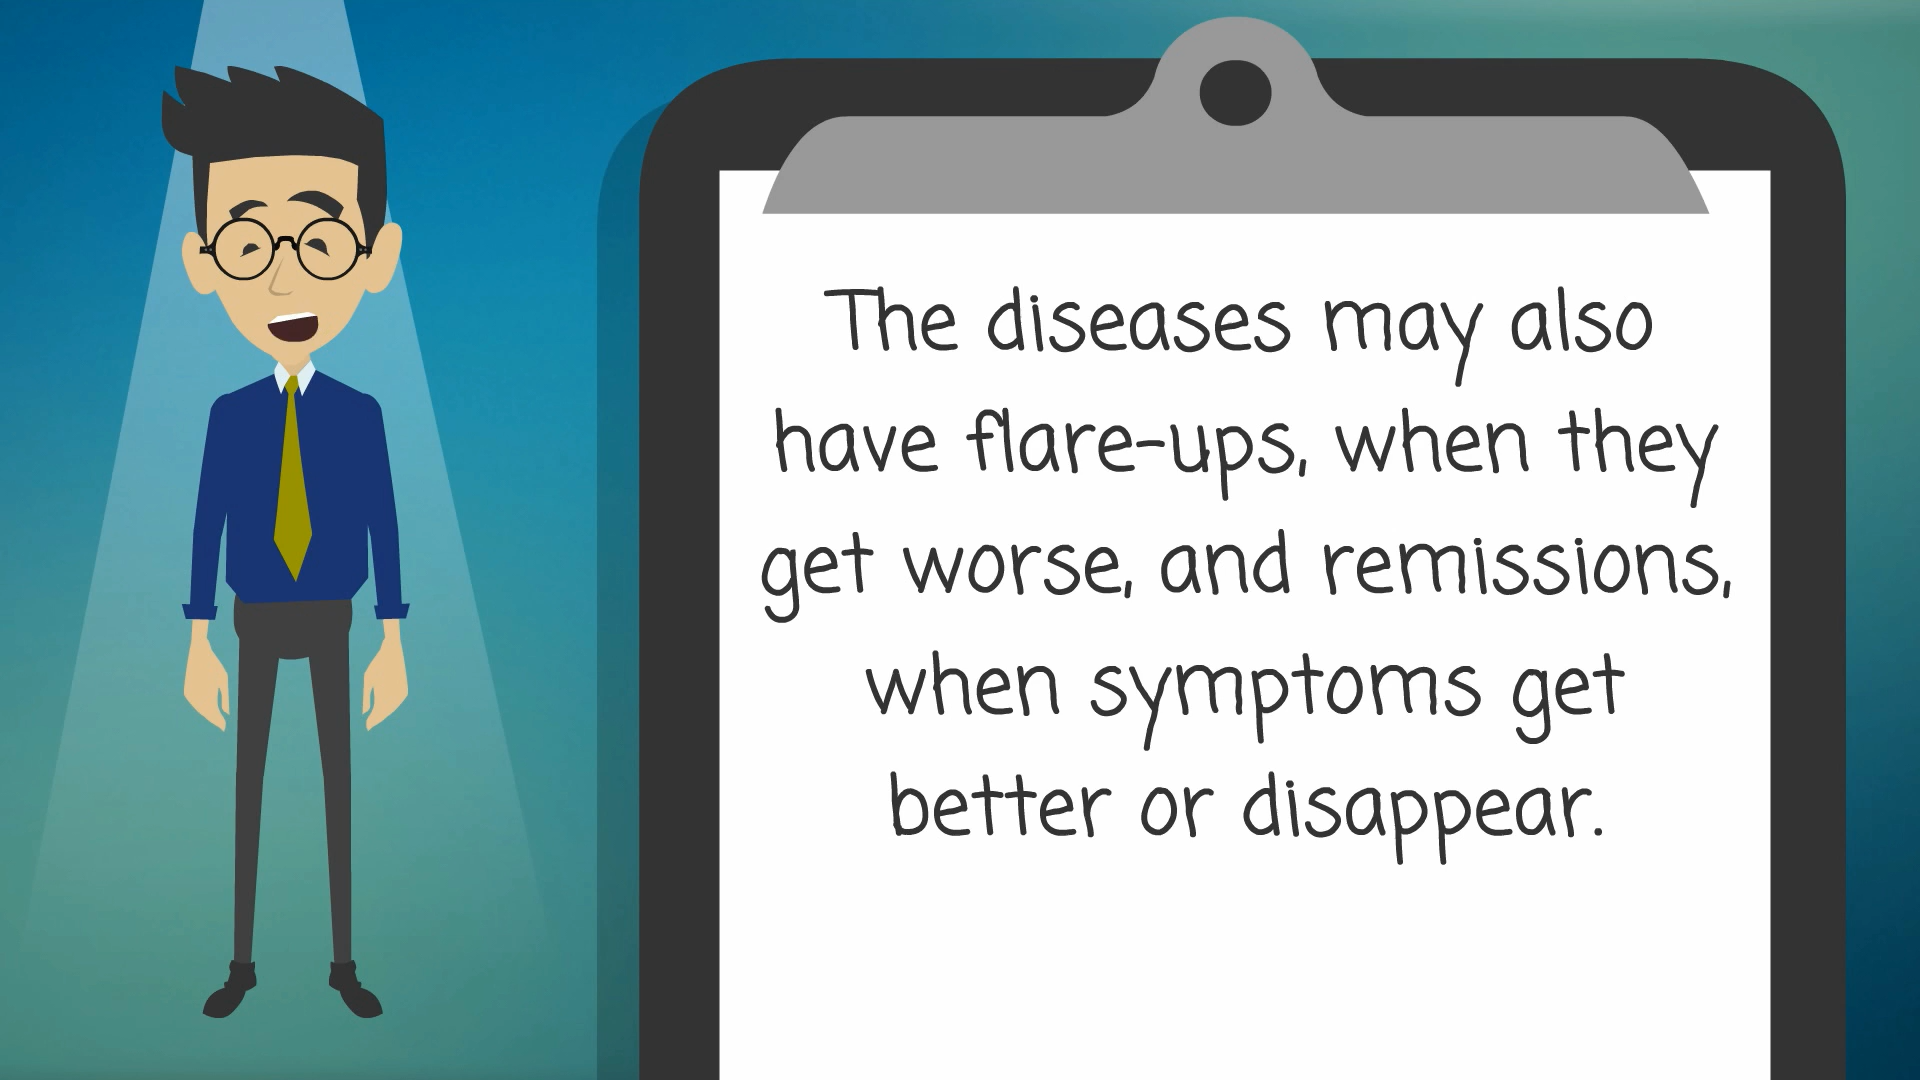 The diseases may also
have flare-ups, when they
get worse, and remissions,
when symptoms get
better or disappear.